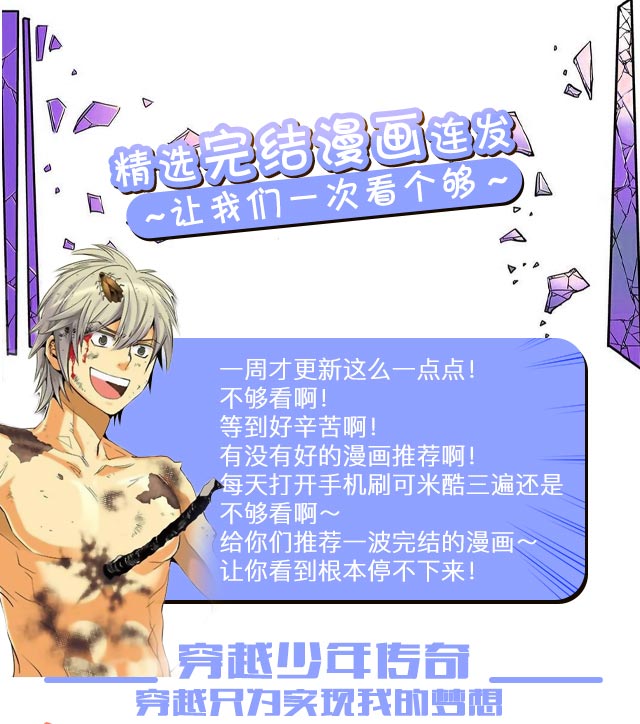 精选完结漫画连发
~让我们一次看个够~
一周才更新这么一点点！
不够看啊！
等到好辛苦啊！
有没有好的漫画推荐啊！
每天打开手机刷可米酷三遍还是
不够看啊～
给你们推荐一波完结的漫画～
让你看到根本停不下来！
穿越少年传奇
穿越只为实现我的梦想